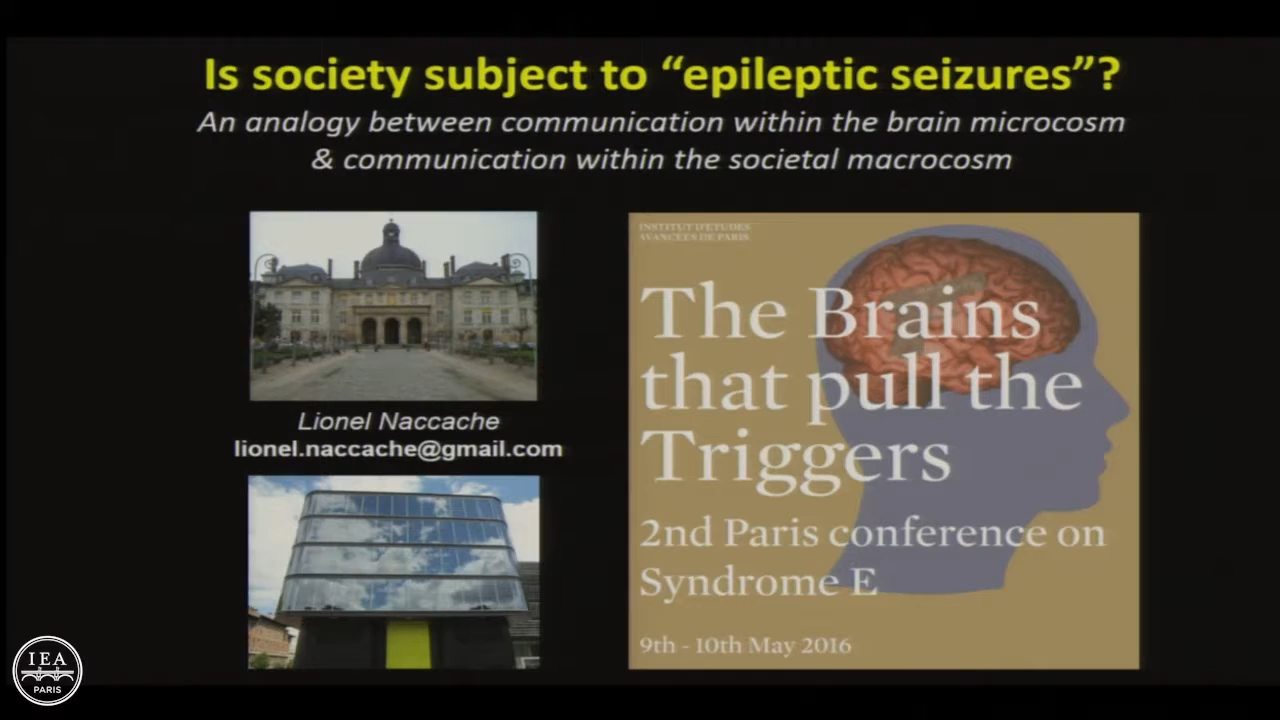 Is society subject to “epileptic seizures”?
An analogy between communication within the brain microcosm
& communication within the societal macrocosm
Lionel Naccache
lionel.naccache@gmail.com
INSTITUT D'ETUDES
AVANCÉES DE PARIS
The Brains
that pull the
Triggers
2nd Paris conference on
Syndrome E
9th - 10th May 2016
IEA
PARIS